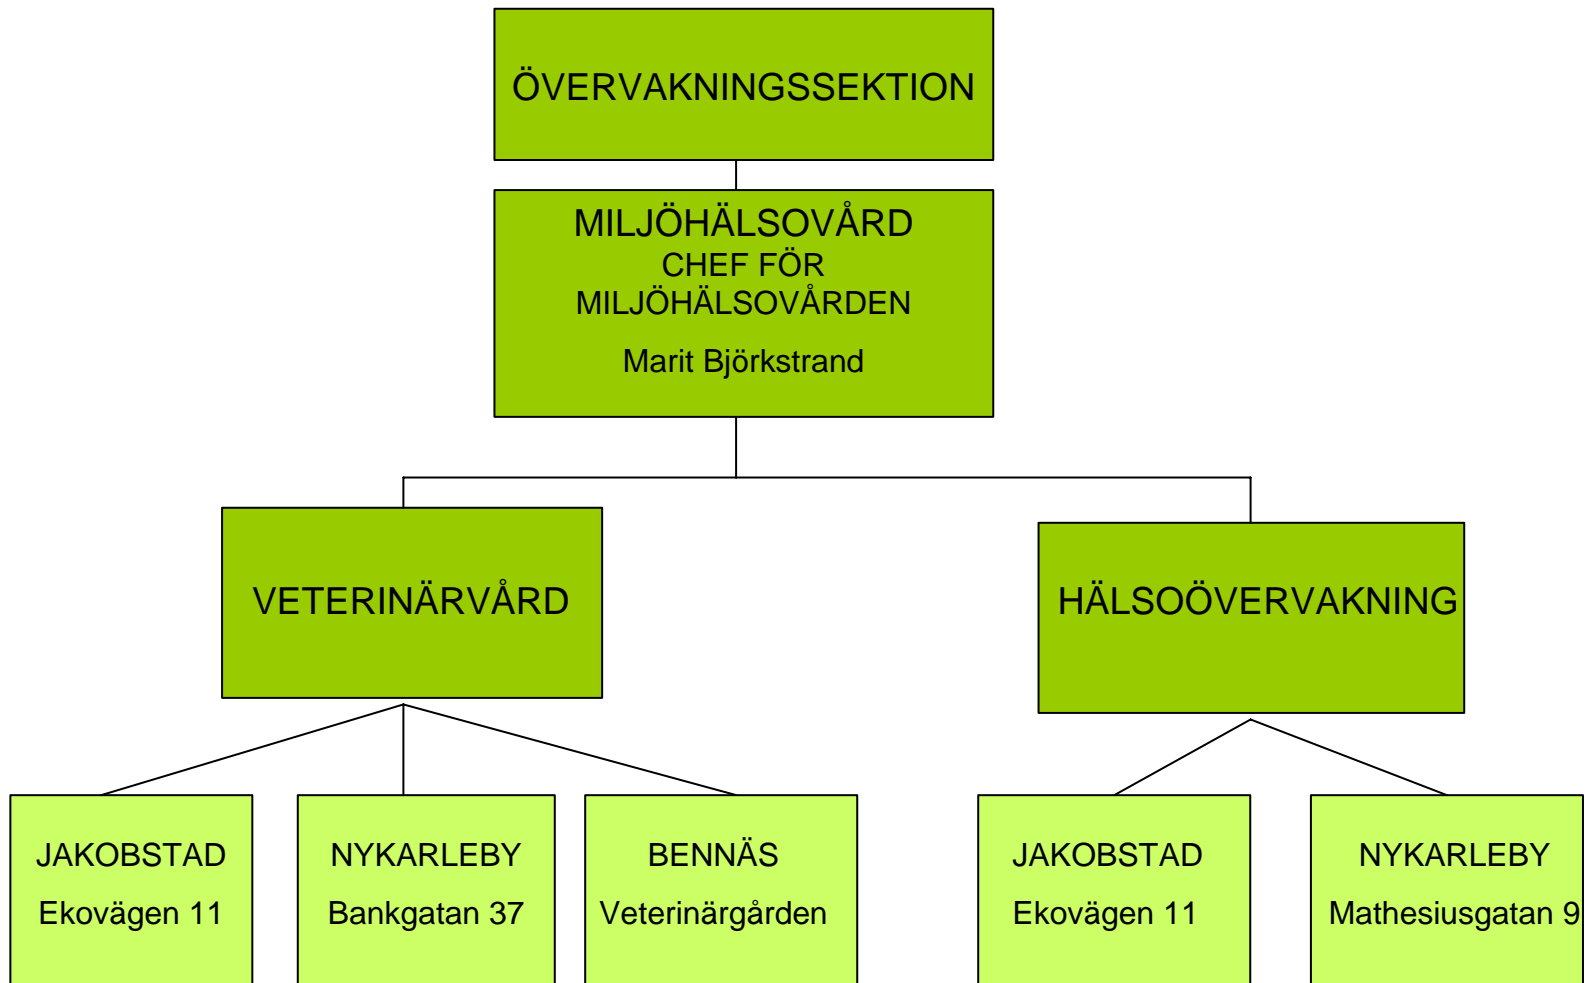 ÖVERVAKNINGSSEKTION
MILJÖHÄLSOVÅRD
CHEF FÖR
MILJÖHÄLSOVÅRDEN
Marit Björkstrand
VETERINÄRVÅRD
HÄLSOÖVERVAKNING
JAKOBSTAD
Ekovägen 11
NYKARLEBY
Bankgatan 37
BENNÄS
Veterinärgården
JAKOBSTAD
Ekovägen 11
NYKARLEBY
Mathesiusgatan 9